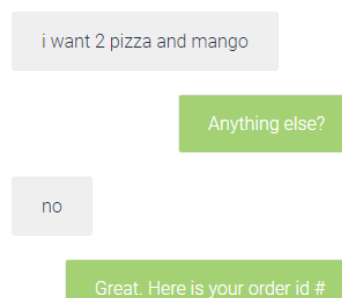 i want 2 pizza and mango
Anything else?
no
Great. Here is your order id #